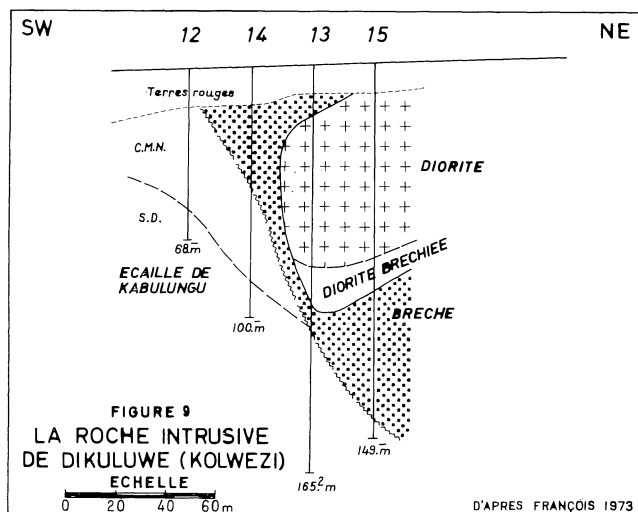 SW
NE
12 14 13 15
Terres rouges
C.M.N.
DIORITE
S.D.
68.m
DIORITE BRECHIEE
ECAILLE DE
KABULUNGU
BRECHE
100.m
FIGURE 9
LA ROCHE INTRUSIVE
DE DIKULUWE (KOLWEZI)
149.m
ECHELLE
165.2m
0 20 40 60 m
D'APRES FRANÇOIS 1973